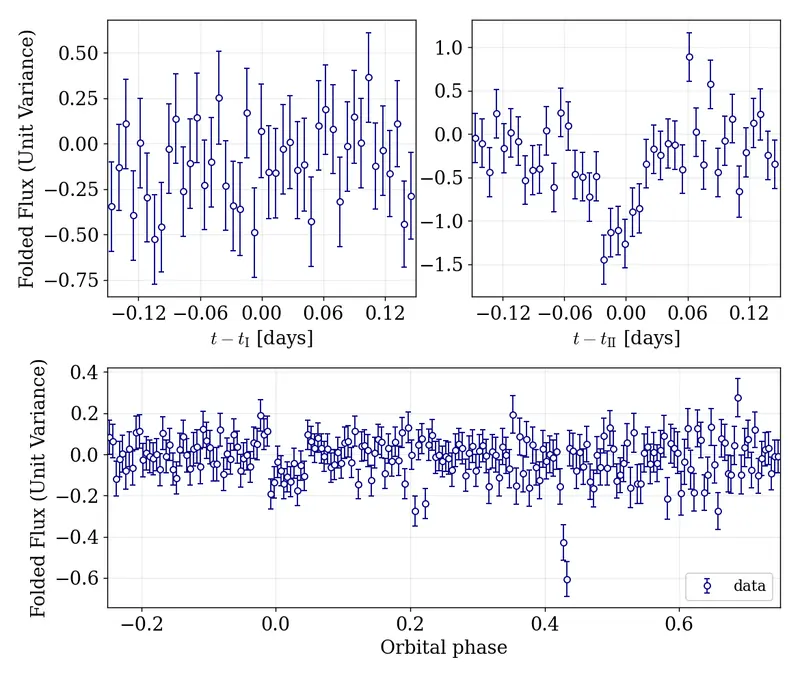 Folded Flux (Unit Variance)
0.50
0.25
0.00
−0.25
−0.50
−0.75
−0.12 −0.06 0.00 0.06 0.12
t − t_I [days]
1.0
0.5
0.0
−0.5
−1.0
−1.5
−0.12 −0.06 0.00 0.06 0.12
t − t_II [days]
Folded Flux (Unit Variance)
0.4
0.2
0.0
−0.2
−0.4
−0.6
−0.2 0.0 0.2 0.4 0.6
Orbital phase
data